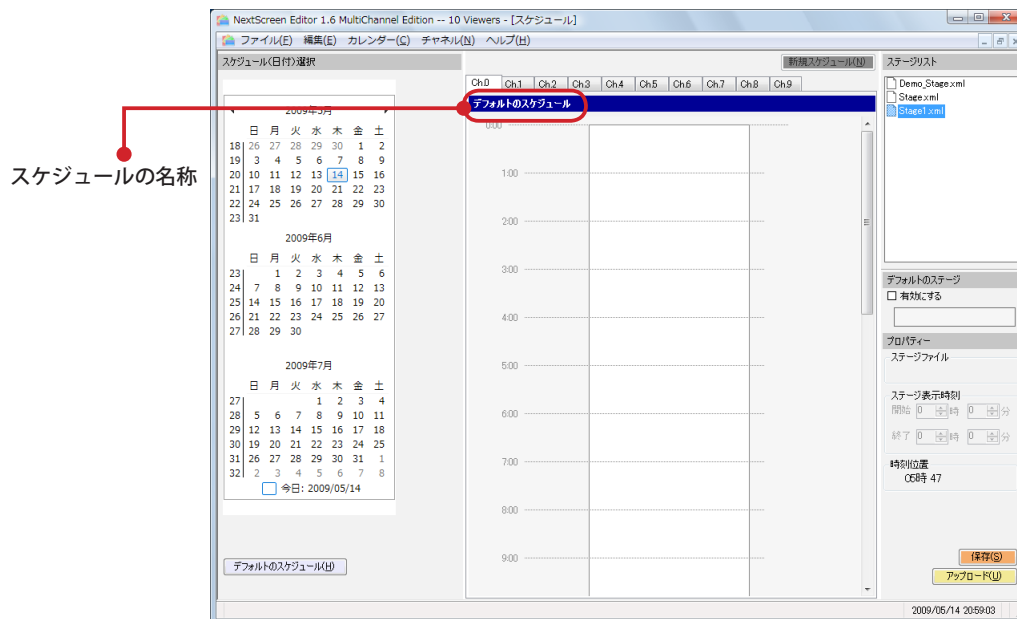 NextScreen Editor 1.6 MultiChannel Edition -- 10 Viewers - [スケジュール]
ファイル(F) 編集(E) カレンダー(C) チャネル(N) ヘルプ(H)
スケジュール(日付)選択
新規スケジュール(N)
ステージリスト
Ch.0 Ch.1 Ch.2 Ch.3 Ch.4 Ch.5 Ch.6 Ch.7 Ch.8 Ch.9
デフォルトのスケジュール
スケジュールの名称
2009年5月
日 月 火 水 木 金 土
18 26 27 28 29 30 1 2
19 3 4 5 6 7 8 9
20 10 11 12 13 14 15 16
21 17 18 19 20 21 22 23
22 24 25 26 27 28 29 30
23 31
2009年6月
日 月 火 水 木 金 土
23 1 2 3 4 5 6
24 7 8 9 10 11 12 13
25 14 15 16 17 18 19 20
26 21 22 23 24 25 26 27
27 28 29 30
2009年7月
日 月 火 水 木 金 土
27 1 2 3 4
28 5 6 7 8 9 10 11
29 12 13 14 15 16 17 18
30 19 20 21 22 23 24 25
31 26 27 28 29 30 31 1
32 2 3 4 5 6 7 8
今日: 2009/05/14
デフォルトのスケジュール(H)
0:00
1:00
2:00
3:00
4:00
5:00
6:00
7:00
8:00
9:00
Demo_Stage.xml
Stage.xml
Stage1.xml
デフォルトのステージ
有効にする
プロパティー
ステージファイル
ステージ表示時刻
開始 0 時 0 分
終了 0 時 0 分
時刻位置
05時 47
保存(S)
アップロード(U)
2009/05/14 20:59:03